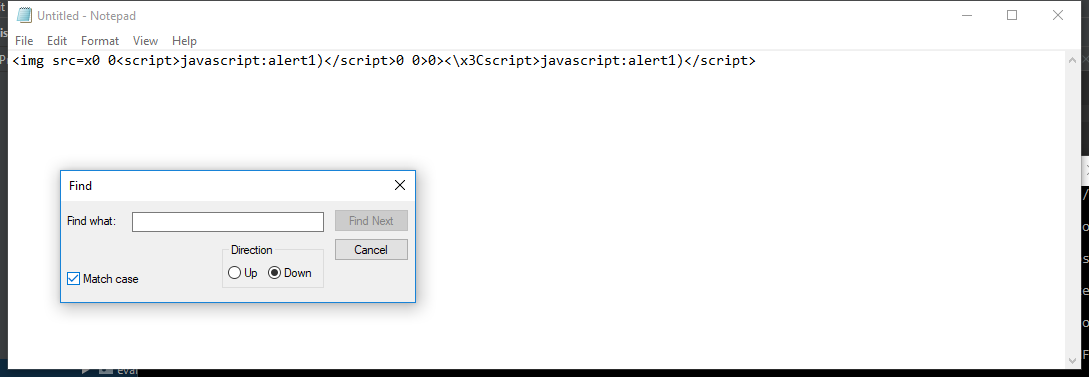 Untitled - Notepad
File Edit Format View Help
<img src=x0 0<script>javascript:alert1)</script>0 0>0><\x3Cscript>javascript:alert1)</script>
Find
Find what:
Find Next
Direction
Cancel
Up Down
Match case
eval